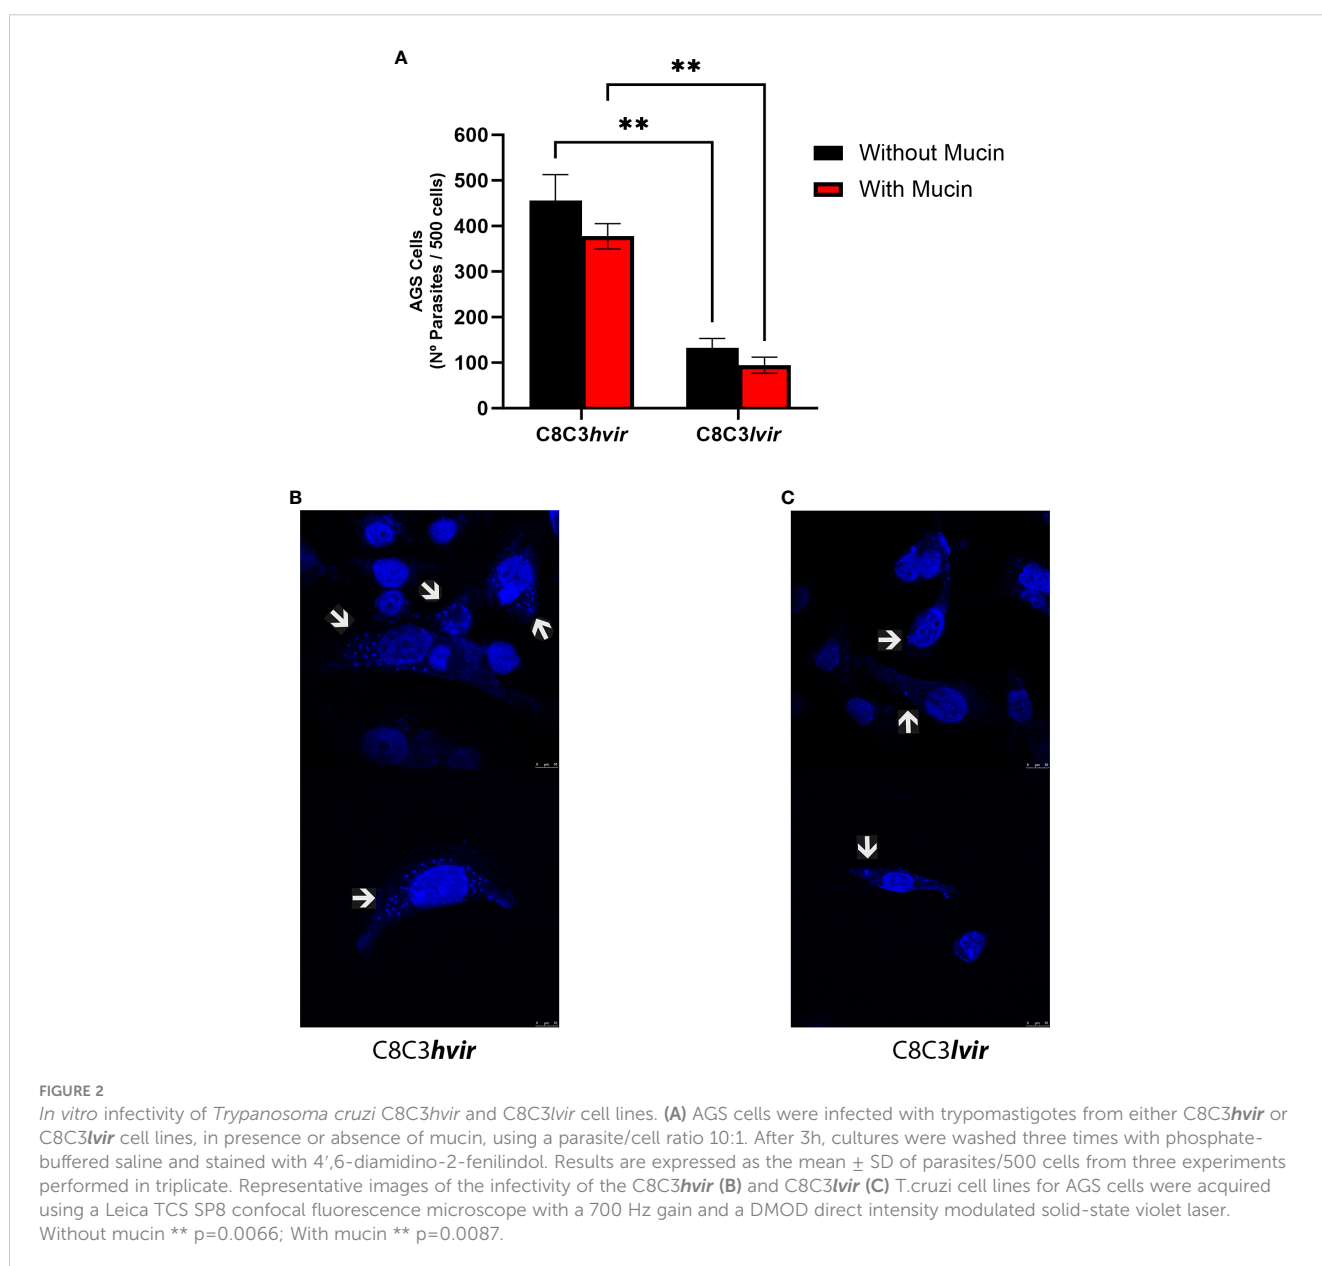 A
**
**
600
500
400
300
200
100
0
AGS Cells
(Nº Parasites / 500 cells)
Without Mucin
With Mucin
C8C3hvir
C8C3lvir
B
C
C8C3hvir
C8C3lvir
FIGURE 2
In vitro infectivity of Trypanosoma cruzi C8C3hvir and C8C3lvir cell lines. (A) AGS cells were infected with trypomastigotes from either C8C3hvir or
C8C3lvir cell lines, in presence or absence of mucin, using a parasite/cell ratio 10:1. After 3h, cultures were washed three times with phosphate-
buffered saline and stained with 4′,6-diamidino-2-fenilindol. Results are expressed as the mean ± SD of parasites/500 cells from three experiments
performed in triplicate. Representative images of the infectivity of the C8C3hvir (B) and C8C3lvir (C) T.cruzi cell lines for AGS cells were acquired
using a Leica TCS SP8 confocal fluorescence microscope with a 700 Hz gain and a DMOD direct intensity modulated solid-state violet laser.
Without mucin ** p=0.0066; With mucin ** p=0.0087.